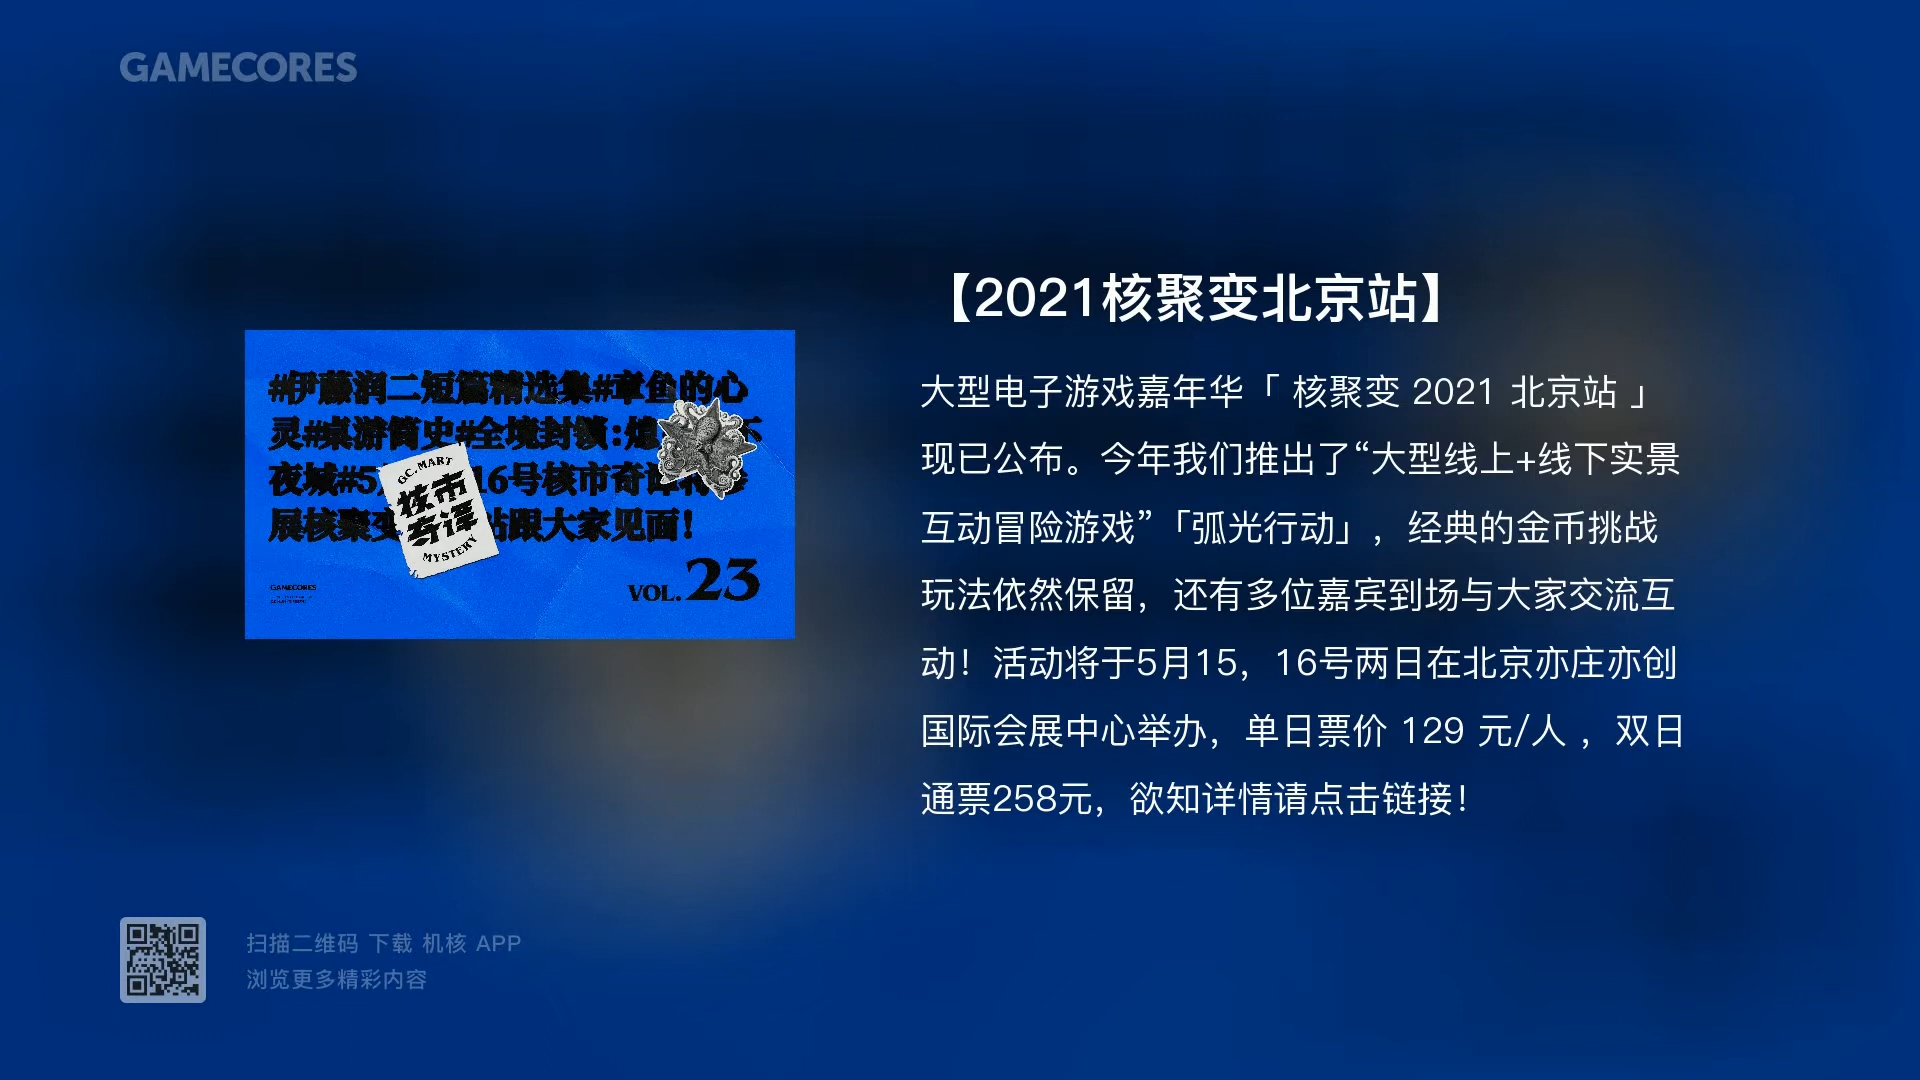 GAMECORES
【2021核聚变北京站】
大型电子游戏嘉年华「 核聚变 2021 北京站 」
现已公布。今年我们推出了“大型线上+线下实景
互动冒险游戏”「弧光行动」，经典的金币挑战
玩法依然保留，还有多位嘉宾到场与大家交流互
动！活动将于5月15，16号两日在北京亦庄亦创
国际会展中心举办，单日票价 129 元/人 ，双日
通票258元，欲知详情请点击链接！
#伊藤润二短篇精选集#章鱼的心
灵#桌游简史#全境封锁:炮 不
夜城#5 16号核市奇谭特参
展核聚变 站跟大家见面!
G.C.MART
核市
奇谭
MYSTERY
GAMECORES
VOL.23
扫描二维码 下载 机核 APP
浏览更多精彩内容